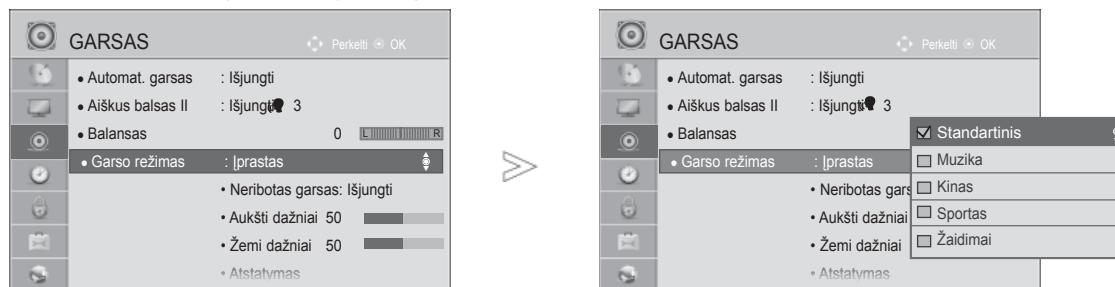 GARSAS
Perkelti OK
• Automat. garsas : Išjungti
• Aiškus balsas II : Išjungti 3
• Balansas 0 L R
• Garso režimas : Įprastas
• Neribotas garsas: Išjungti
• Aukšti dažniai 50
• Žemi dažniai 50
• Atstatymas
>
GARSAS
Perkelti OK
• Automat. garsas : Išjungti
• Aiškus balsas II : Išjungti 3
• Balansas
• Garso režimas : Įprastas
• Neribotas gars
• Aukšti dažniai
• Žemi dažniai
• Atstatymas
Standartinis
Muzika
Kinas
Sportas
Žaidimai